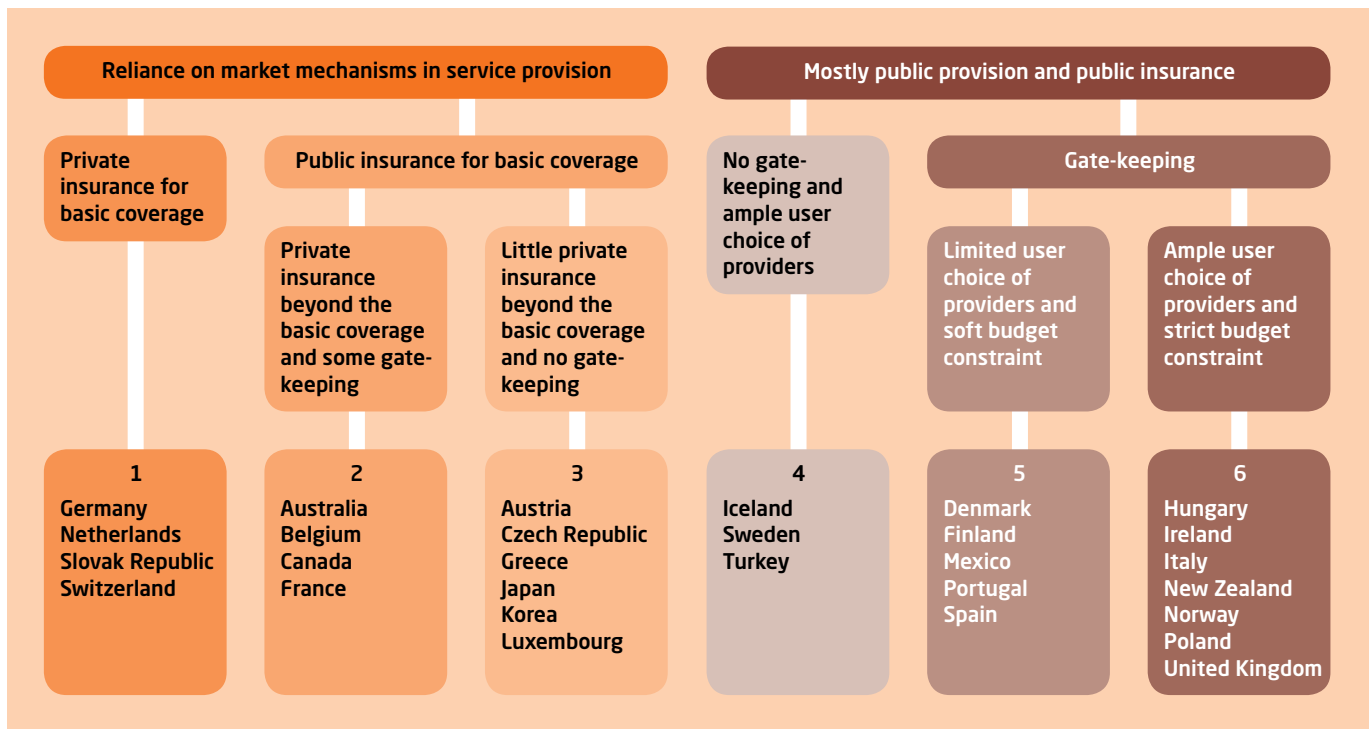 Reliance on market mechanisms in service provision
Mostly public provision and public insurance
Private
insurance for
basic coverage
Public insurance for basic coverage
No gate-
keeping and
ample user
choice of
providers
Gate-keeping
Private
insurance
beyond the
basic coverage
and some gate-
keeping
Little private
insurance
beyond the
basic coverage
and no gate-
keeping
Limited user
choice of
providers and
soft budget
constraint
Ample user
choice of
providers and
strict budget
constraint
1
Germany
Netherlands
Slovak Republic
Switzerland
2
Australia
Belgium
Canada
France
3
Austria
Czech Republic
Greece
Japan
Korea
Luxembourg
4
Iceland
Sweden
Turkey
5
Denmark
Finland
Mexico
Portugal
Spain
6
Hungary
Ireland
Italy
New Zealand
Norway
Poland
United Kingdom